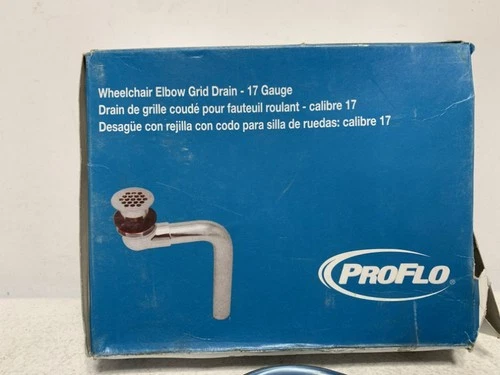 Wheelchair Elbow Grid Drain - 17 Gauge
Drain de grille coudé pour fauteuil roulant - calibre 17
Desagüe con rejilla con codo para silla de ruedas: calibre 17
PROFLO®